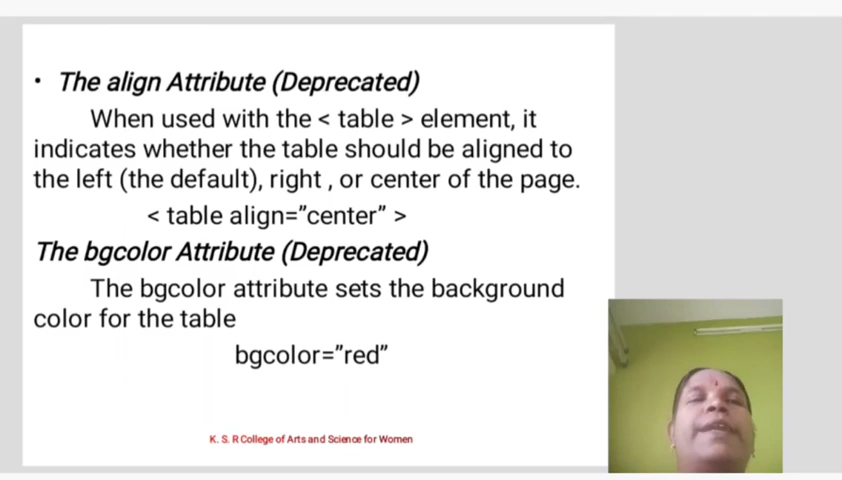 • The align Attribute (Deprecated)
When used with the < table > element, it
indicates whether the table should be aligned to
the left (the default), right , or center of the page.
< table align=”center” >
The bgcolor Attribute (Deprecated)
The bgcolor attribute sets the background
color for the table
bgcolor=”red”
K. S. R College of Arts and Science for Women